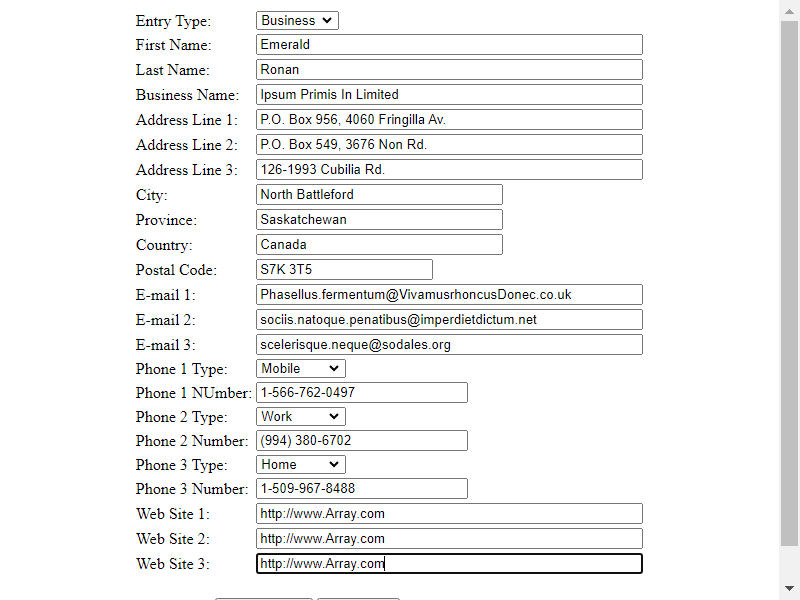 Entry Type: Business
First Name: Emerald
Last Name: Ronan
Business Name: Ipsum Primis In Limited
Address Line 1: P.O. Box 956, 4060 Fringilla Av.
Address Line 2: P.O. Box 549, 3676 Non Rd.
Address Line 3: 126-1993 Cubilia Rd.
City: North Battleford
Province: Saskatchewan
Country: Canada
Postal Code: S7K 3T5
E-mail 1: Phasellus.fermentum@VivamusrhoncusDonec.co.uk
E-mail 2: sociis.natoque.penatibus@imperdietdictum.net
E-mail 3: scelerisque.neque@sodales.org
Phone 1 Type: Mobile
Phone 1 NUmber: 1-566-762-0497
Phone 2 Type: Work
Phone 2 Number: (994) 380-6702
Phone 3 Type: Home
Phone 3 Number: 1-509-967-8488
Web Site 1: http://www.Array.com
Web Site 2: http://www.Array.com
Web Site 3: http://www.Array.com